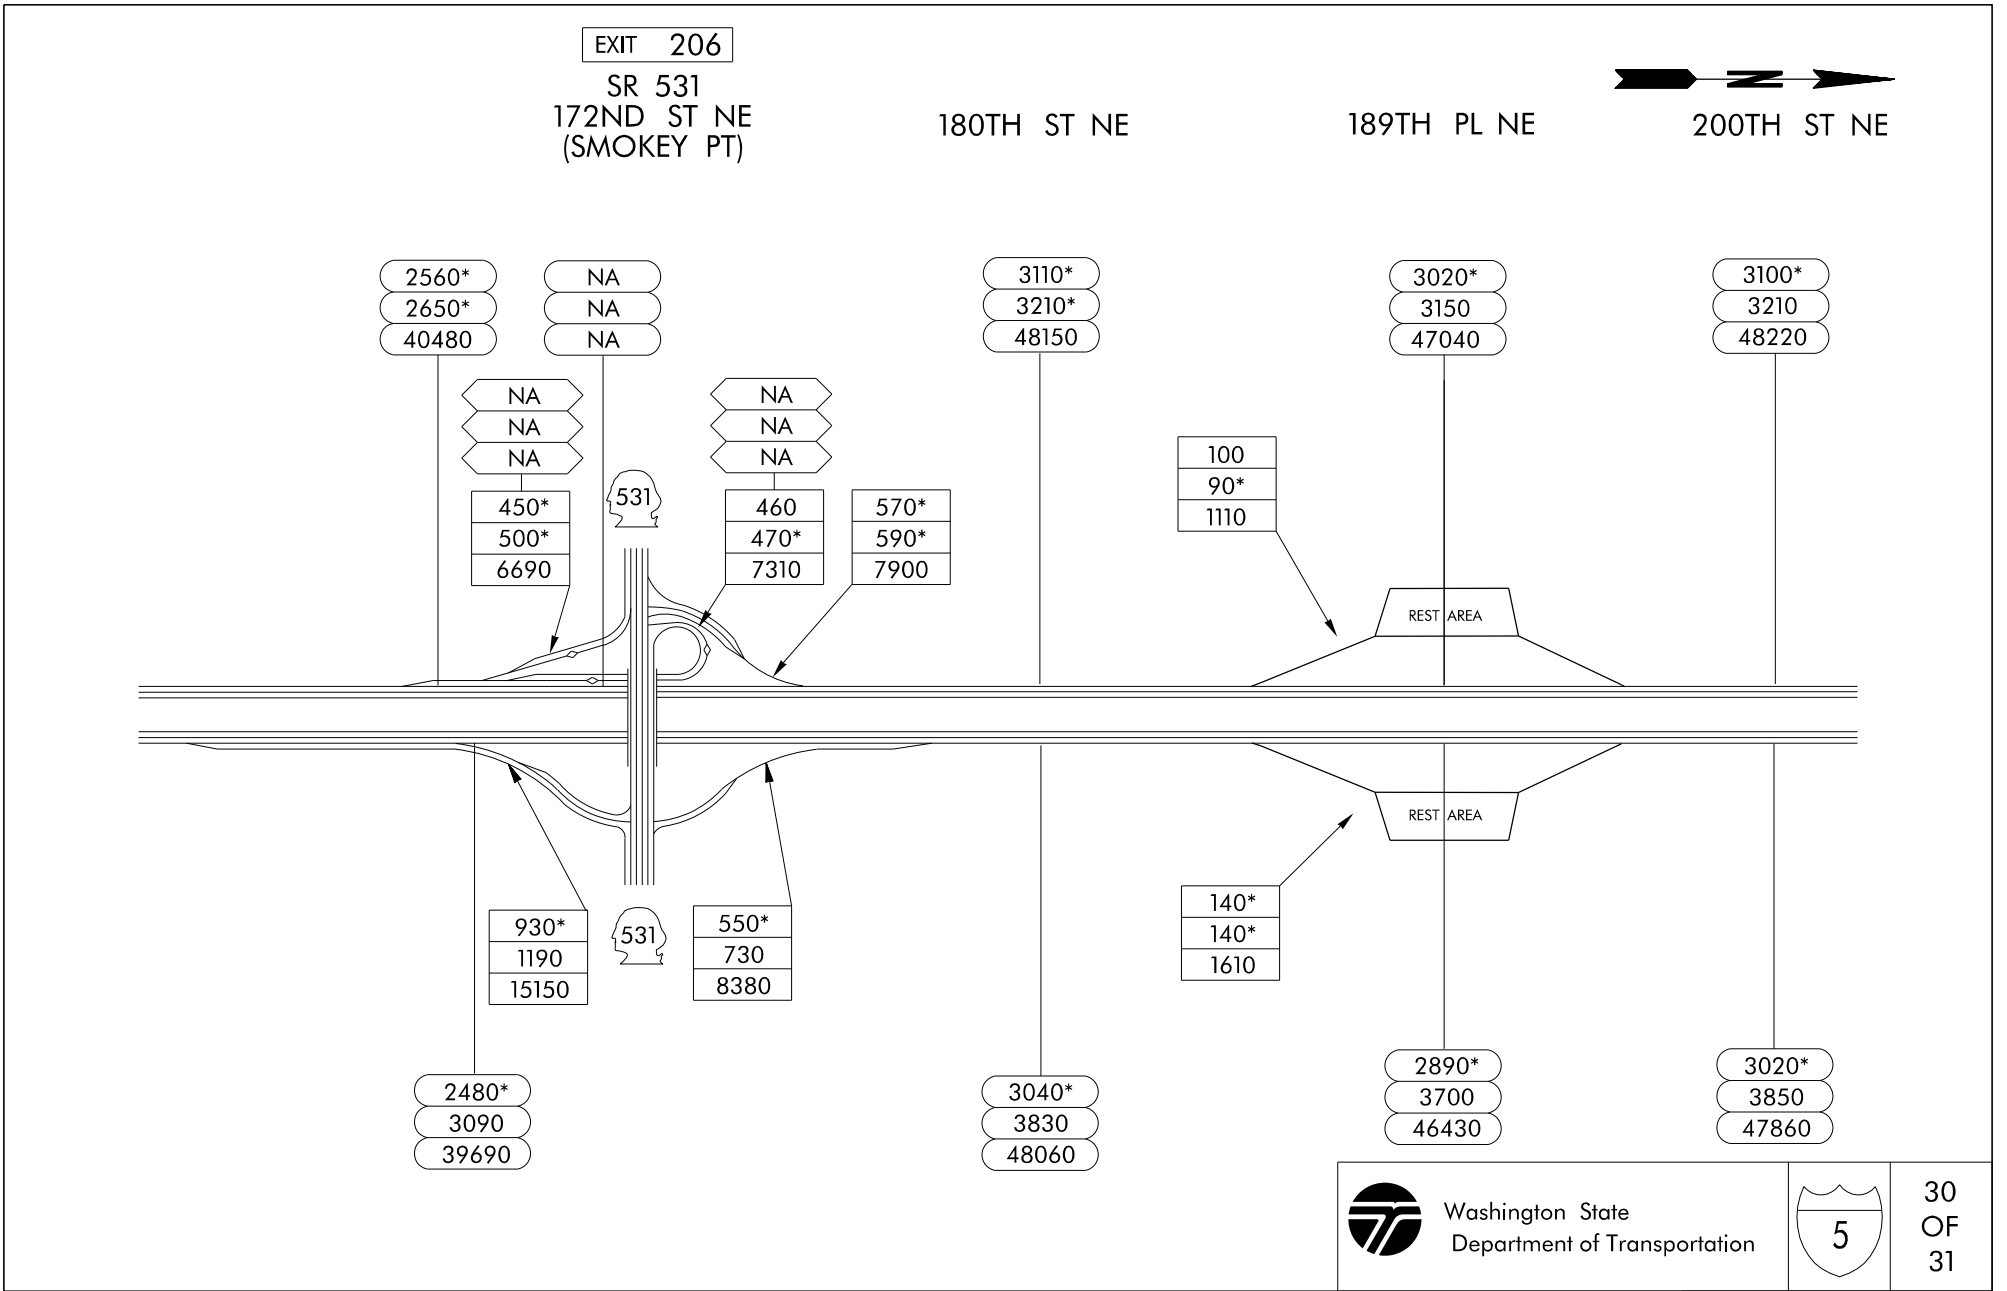 EXIT 206
SR 531
172ND ST NE
(SMOKEY PT)
180TH ST NE
189TH PL NE
200TH ST NE
N
2560*
2650*
40480
NA
NA
NA
3110*
3210*
48150
3020*
3150
47040
3100*
3210
48220
NA
NA
NA
NA
NA
NA
450*
500*
6690
531
460
470*
7310
570*
590*
7900
100
90*
1110
REST AREA
REST AREA
930*
1190
15150
531
550*
730
8380
140*
140*
1610
2480*
3090
39690
3040*
3830
48060
2890*
3700
46430
3020*
3850
47860
Washington State
Department of Transportation
5
30
OF
31